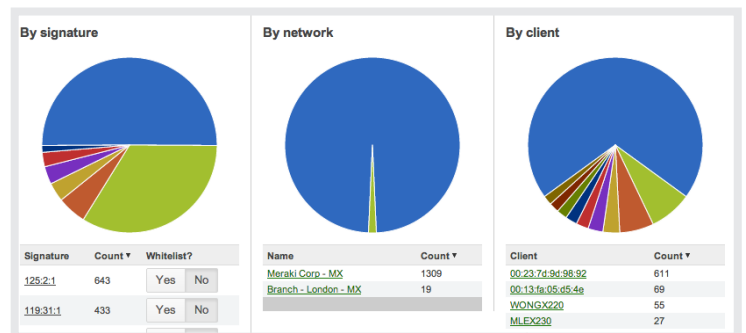 By signature
Signature Count ▼ Whitelist?
125:2:1 643 Yes No
119:31:1 433 Yes No
By network
Name Count ▼
Meraki Corp - MX 1309
Branch - London - MX 19
By client
Client Count ▼
00:23:7d:9d:98:92 611
00:13:fa:05:d5:4e 69
WONGX220 55
MLEX230 27